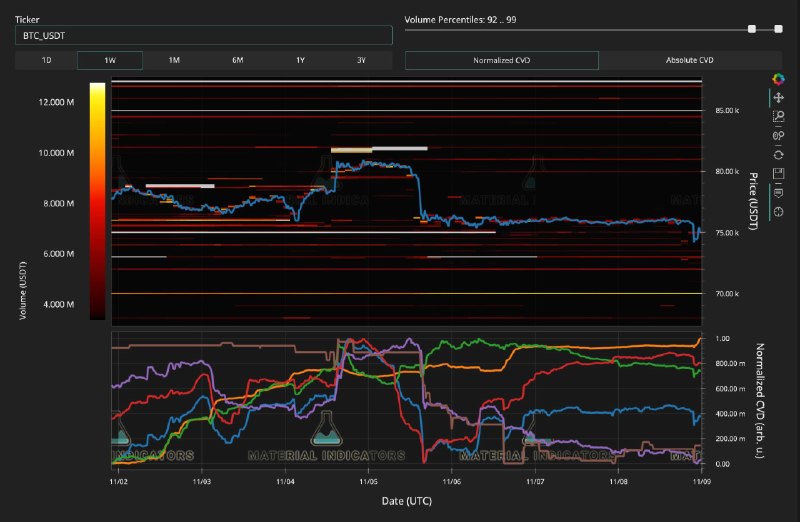 Ticker
BTC_USDT
Volume Percentiles: 92 .. 99
1D 1W 1M 6M 1Y 3Y
Normalized CVD Absolute CVD
12.000 M
10.000 M
8.000 M
6.000 M
4.000 M
Volume (USDT)
85.00 k
80.00 k
75.00 k
70.00 k
Price (USDT)
MATERIAL INDICA
MATERIAL
1.00
800.00 m
600.00 m
400.00 m
200.00 m
0.00
Normalized CVD (arb. u.)
INDICATORS
MATERIAL INDICATORS
MATERIAL INDICATORS
MAT
11/02 11/03 11/04 11/05 11/06 11/07 11/08 11/09
Date (UTC)